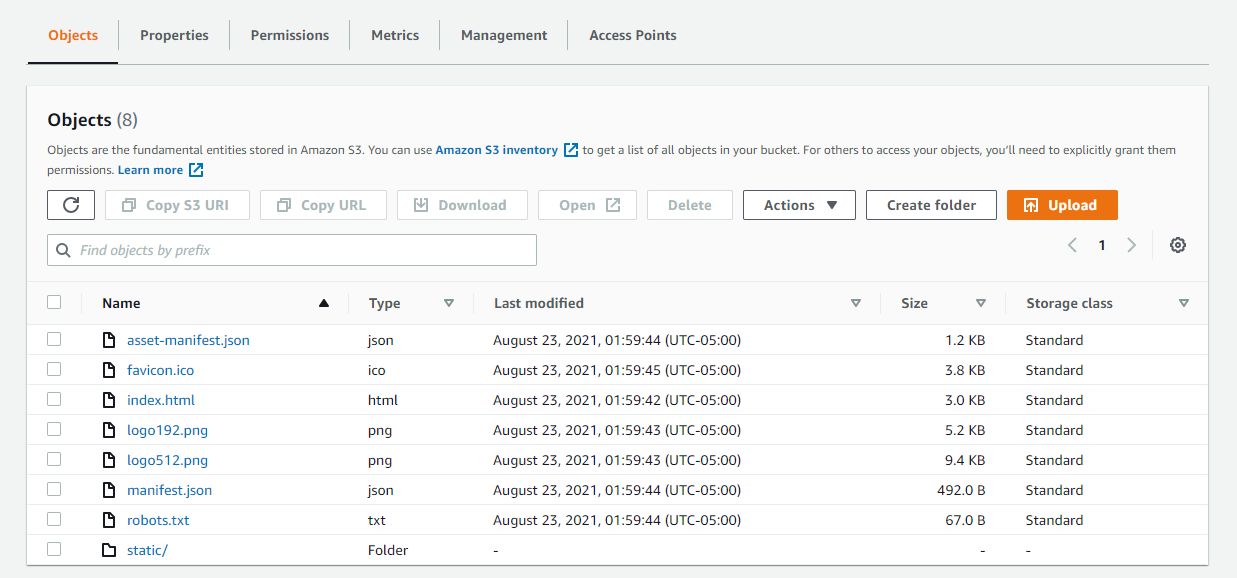 Objects Properties Permissions Metrics Management Access Points
Objects (8)
Objects are the fundamental entities stored in Amazon S3. You can use Amazon S3 inventory to get a list of all objects in your bucket. For others to access your objects, you'll need to explicitly grant them
permissions. Learn more
Copy S3 URI Copy URL Download Open Delete Actions Create folder Upload
Find objects by prefix 1
Name Type Last modified Size Storage class
asset-manifest.json json August 23, 2021, 01:59:44 (UTC-05:00) 1.2 KB Standard
favicon.ico ico August 23, 2021, 01:59:45 (UTC-05:00) 3.8 KB Standard
index.html html August 23, 2021, 01:59:42 (UTC-05:00) 3.0 KB Standard
logo192.png png August 23, 2021, 01:59:43 (UTC-05:00) 5.2 KB Standard
logo512.png png August 23, 2021, 01:59:43 (UTC-05:00) 9.4 KB Standard
manifest.json json August 23, 2021, 01:59:44 (UTC-05:00) 492.0 B Standard
robots.txt txt August 23, 2021, 01:59:44 (UTC-05:00) 67.0 B Standard
static/ Folder - - -